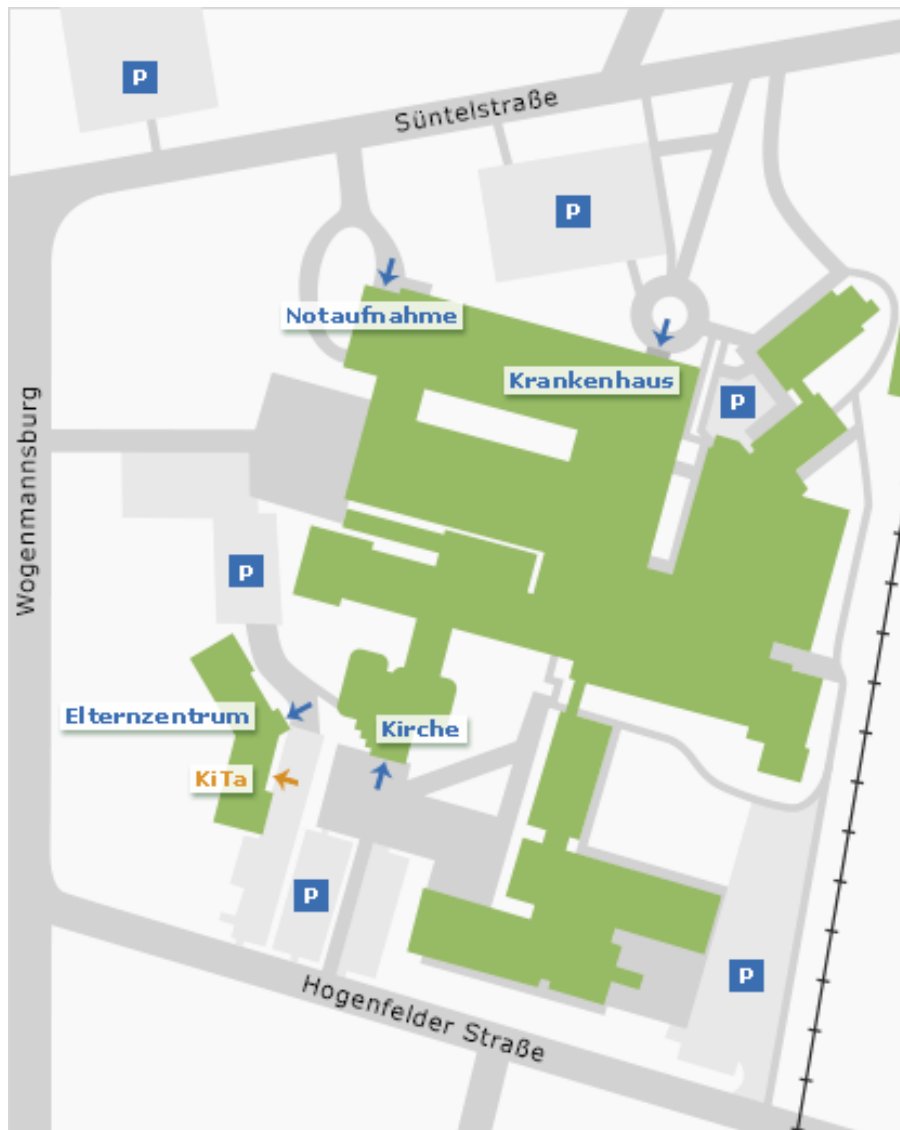 P
Süntelstraße
P
Notaufnahme
Krankenhaus
P
Wogenmannsburg
P
Elternzentrum
Kirche
KiTa
P
P
Hogenfelder Straße